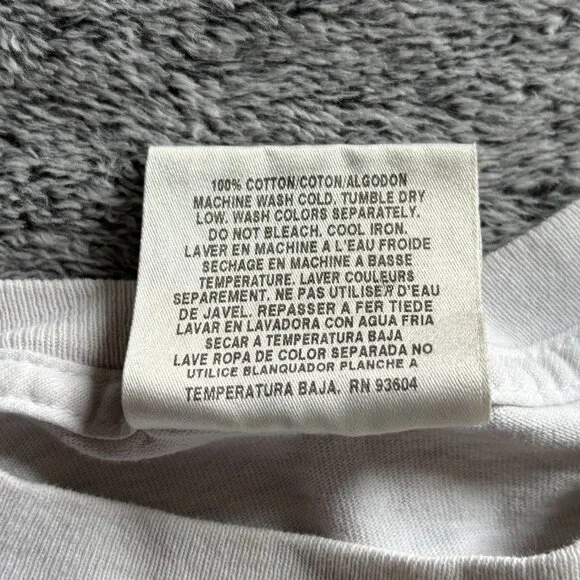 100% COTTON/COTON/ALGODON
MACHINE WASH COLD. TUMBLE DRY
LOW. WASH COLORS SEPARATELY.
DO NOT BLEACH. COOL IRON.
LAVER EN MACHINE A L'EAU FROIDE
SECHAGE EN MACHINE A BASSE
TEMPERATURE. LAVER COULEURS
SEPAREMENT. NE PAS UTILISER D'EAU
DE JAVEL. REPASSER A FER TIEDE
LAVAR EN LAVADORA CON AGUA FRIA
SECAR A TEMPERATURA BAJA
LAVE ROPA DE COLOR SEPARADA NO
UTILICE BLANQUADOR PLANCHE A
TEMPERATURA BAJA. RN 93604